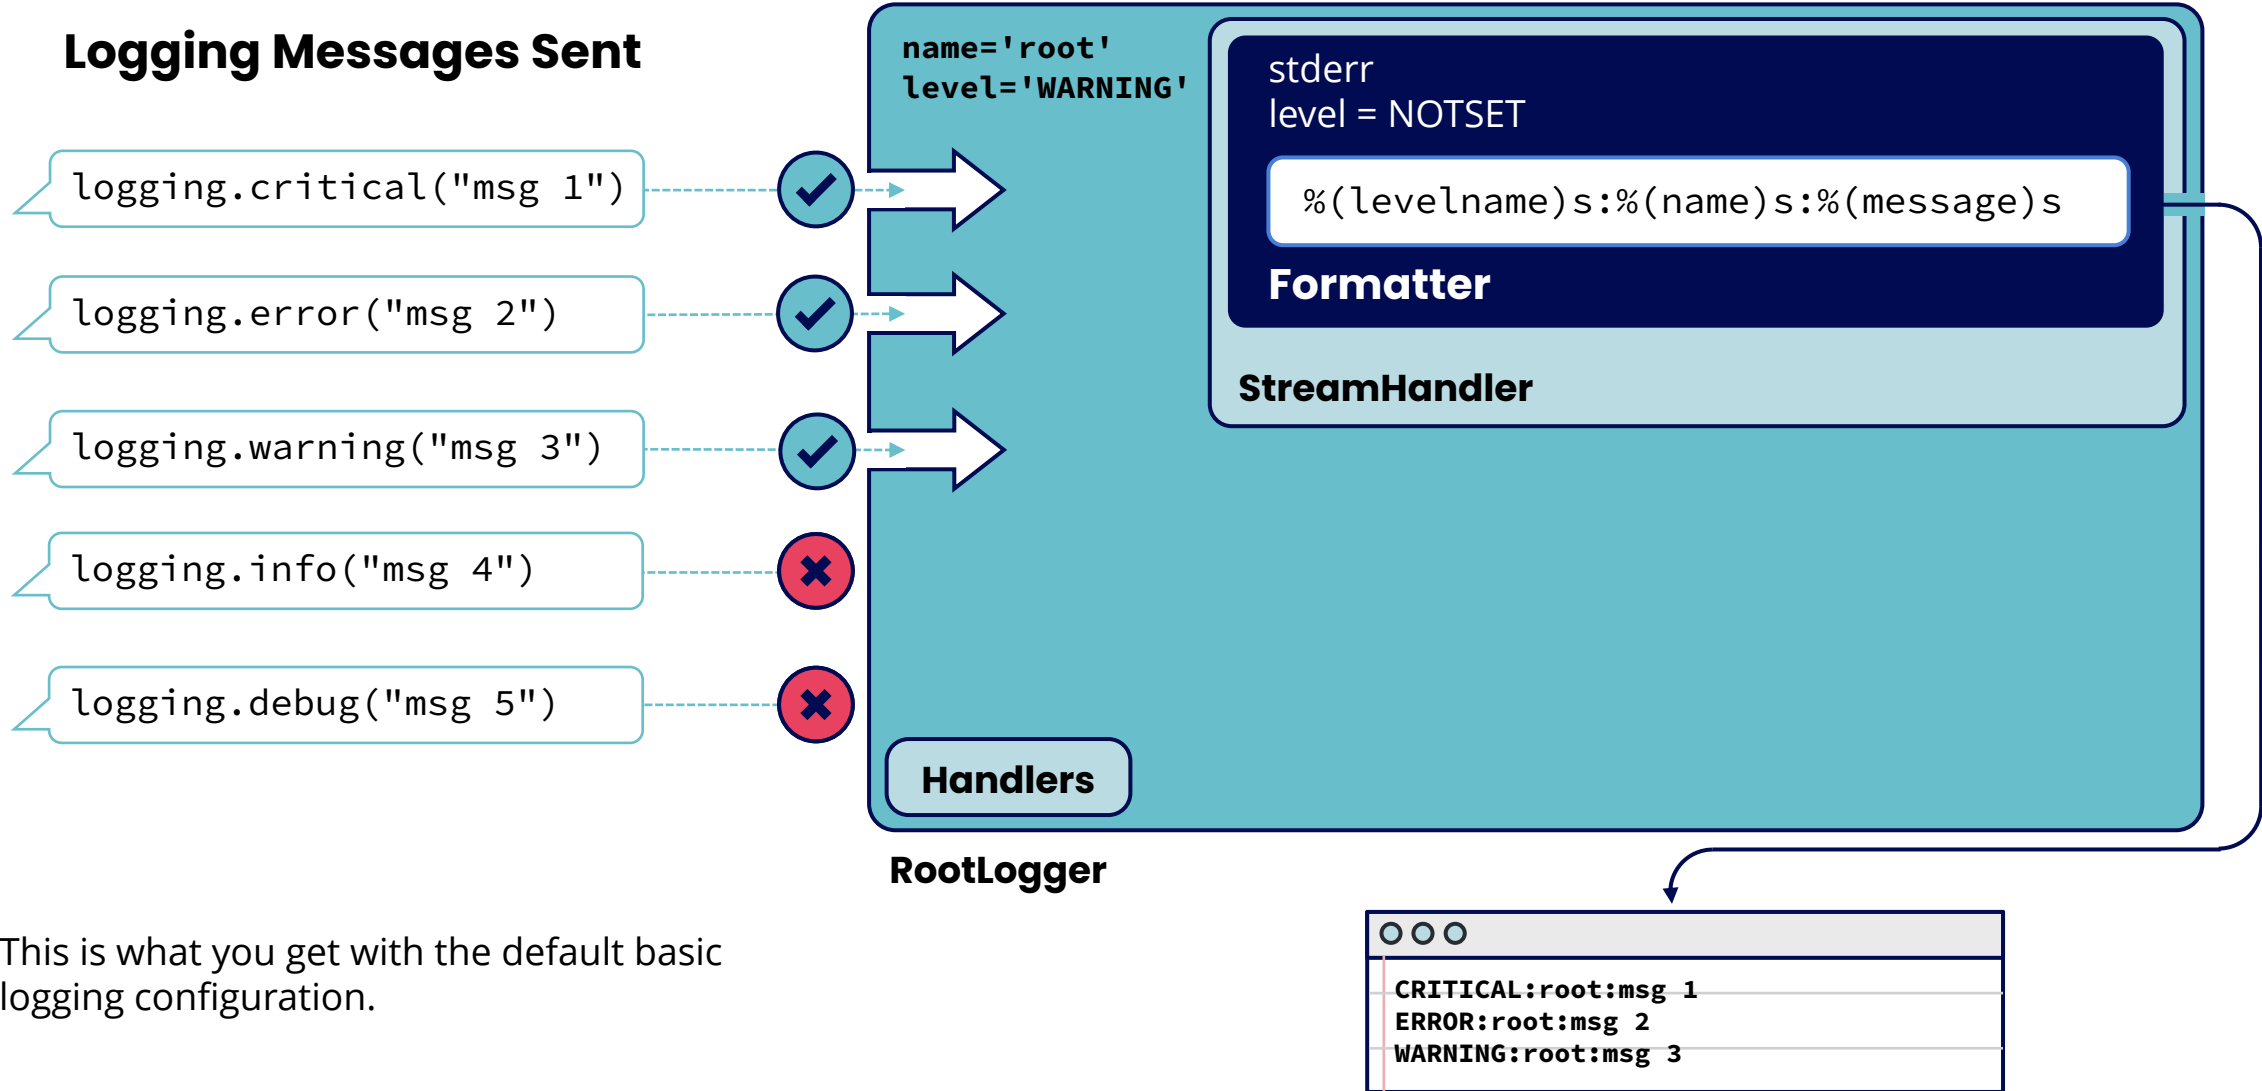 Logging Messages Sent
logging.critical("msg 1")
logging.error("msg 2")
logging.warning("msg 3")
logging.info("msg 4")
logging.debug("msg 5")
name='root'
level='WARNING'
stderr
level = NOTSET
%(levelname)s:%(name)s:%(message)s
Formatter
StreamHandler
Handlers
RootLogger
This is what you get with the default basic
logging configuration.
CRITICAL:root:msg 1
ERROR:root:msg 2
WARNING:root:msg 3